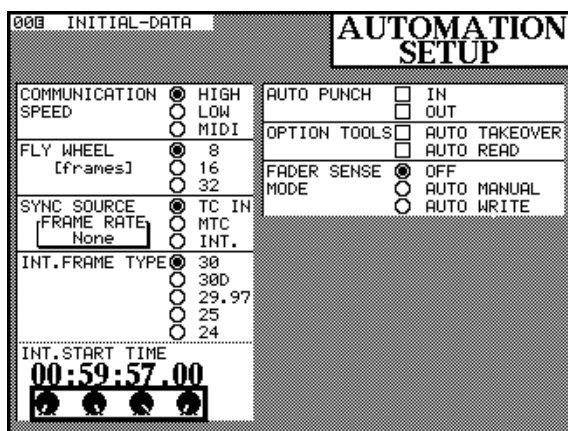 00 INITIAL-DATA
AUTOMATION
SETUP
COMMUNICATION HIGH
SPEED LOW
MIDI
FLY WHEEL 8
[frames] 16
32
SYNC SOURCE TC IN
FRAME RATE MTC
None INT.
INT.FRAME TYPE 30
30D
29.97
25
24
INT.START TIME
00:59:57.00
AUTO PUNCH IN
OUT
OPTION TOOLS AUTO TAKEOVER
AUTO READ
FADER SENSE OFF
MODE AUTO MANUAL
AUTO WRITE